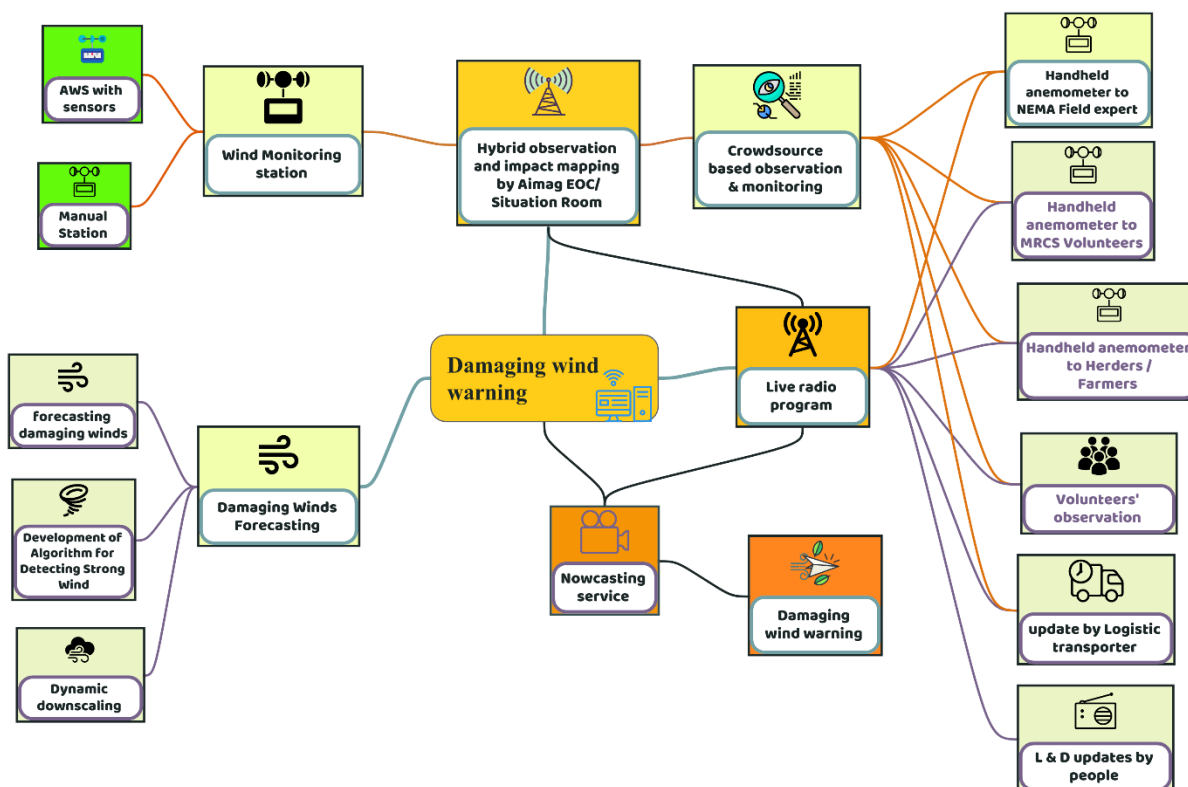 AWS with
sensors
Manual
Station
Wind Monitoring
station
Hybrid observation
and impact mapping
by Aimag EOC/
Situation Room
Crowdsource
based observation
& monitoring
Handheld
anemometer to
NEMA Field expert
Handheld
anemometer to
MRCS Volunteers
Handheld anemometer
to Herders /
Farmers
Volunteers'
observation
update by Logistic
transporter
L & D updates by
people
Damaging wind
warning
Live radio
program
forecasting
damaging winds
Development of
Algorithm for
Detecting Strong
Wind
Dynamic
downscaling
Damaging Winds
Forecasting
Nowcasting
service
Damaging
wind warning